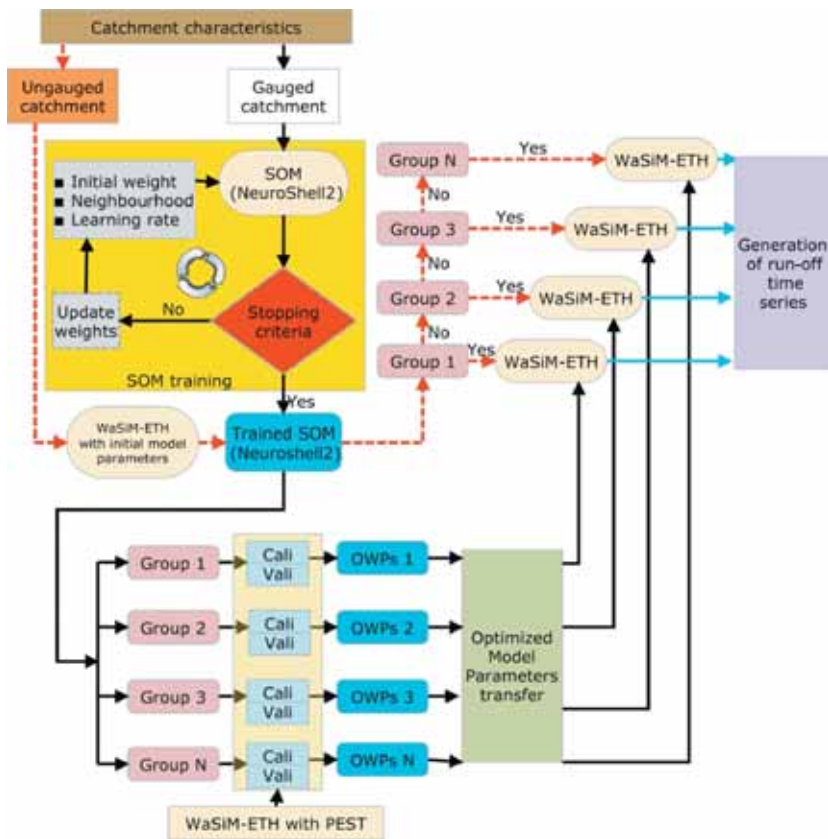 Catchment characteristics
Ungauged
catchment
Gauged
catchment
SOM
(NeuroShell2)
■ Initial weight
■ Neighbourhood
■ Learning rate
Update
weights
No
Stopping
criteria
SOM training
Yes
WaSiM-ETH
with initial model
parameters
Trained SOM
(Neuroshell2)
Group N
Yes
WaSiM-ETH
No
Group 3
Yes
WaSiM-ETH
No
Group 2
Yes
WaSiM-ETH
No
Group 1
Yes
WaSiM-ETH
Generation
of run-off
time
series
Group 1
Cali
Vali
OWPs 1
Group 2
Cali
Vali
OWPs 2
Group 3
Cali
Vali
OWPs 3
Group N
Cali
Vali
OWPs N
Optimized
Model
Parameters
transfer
WaSiM-ETH with PEST